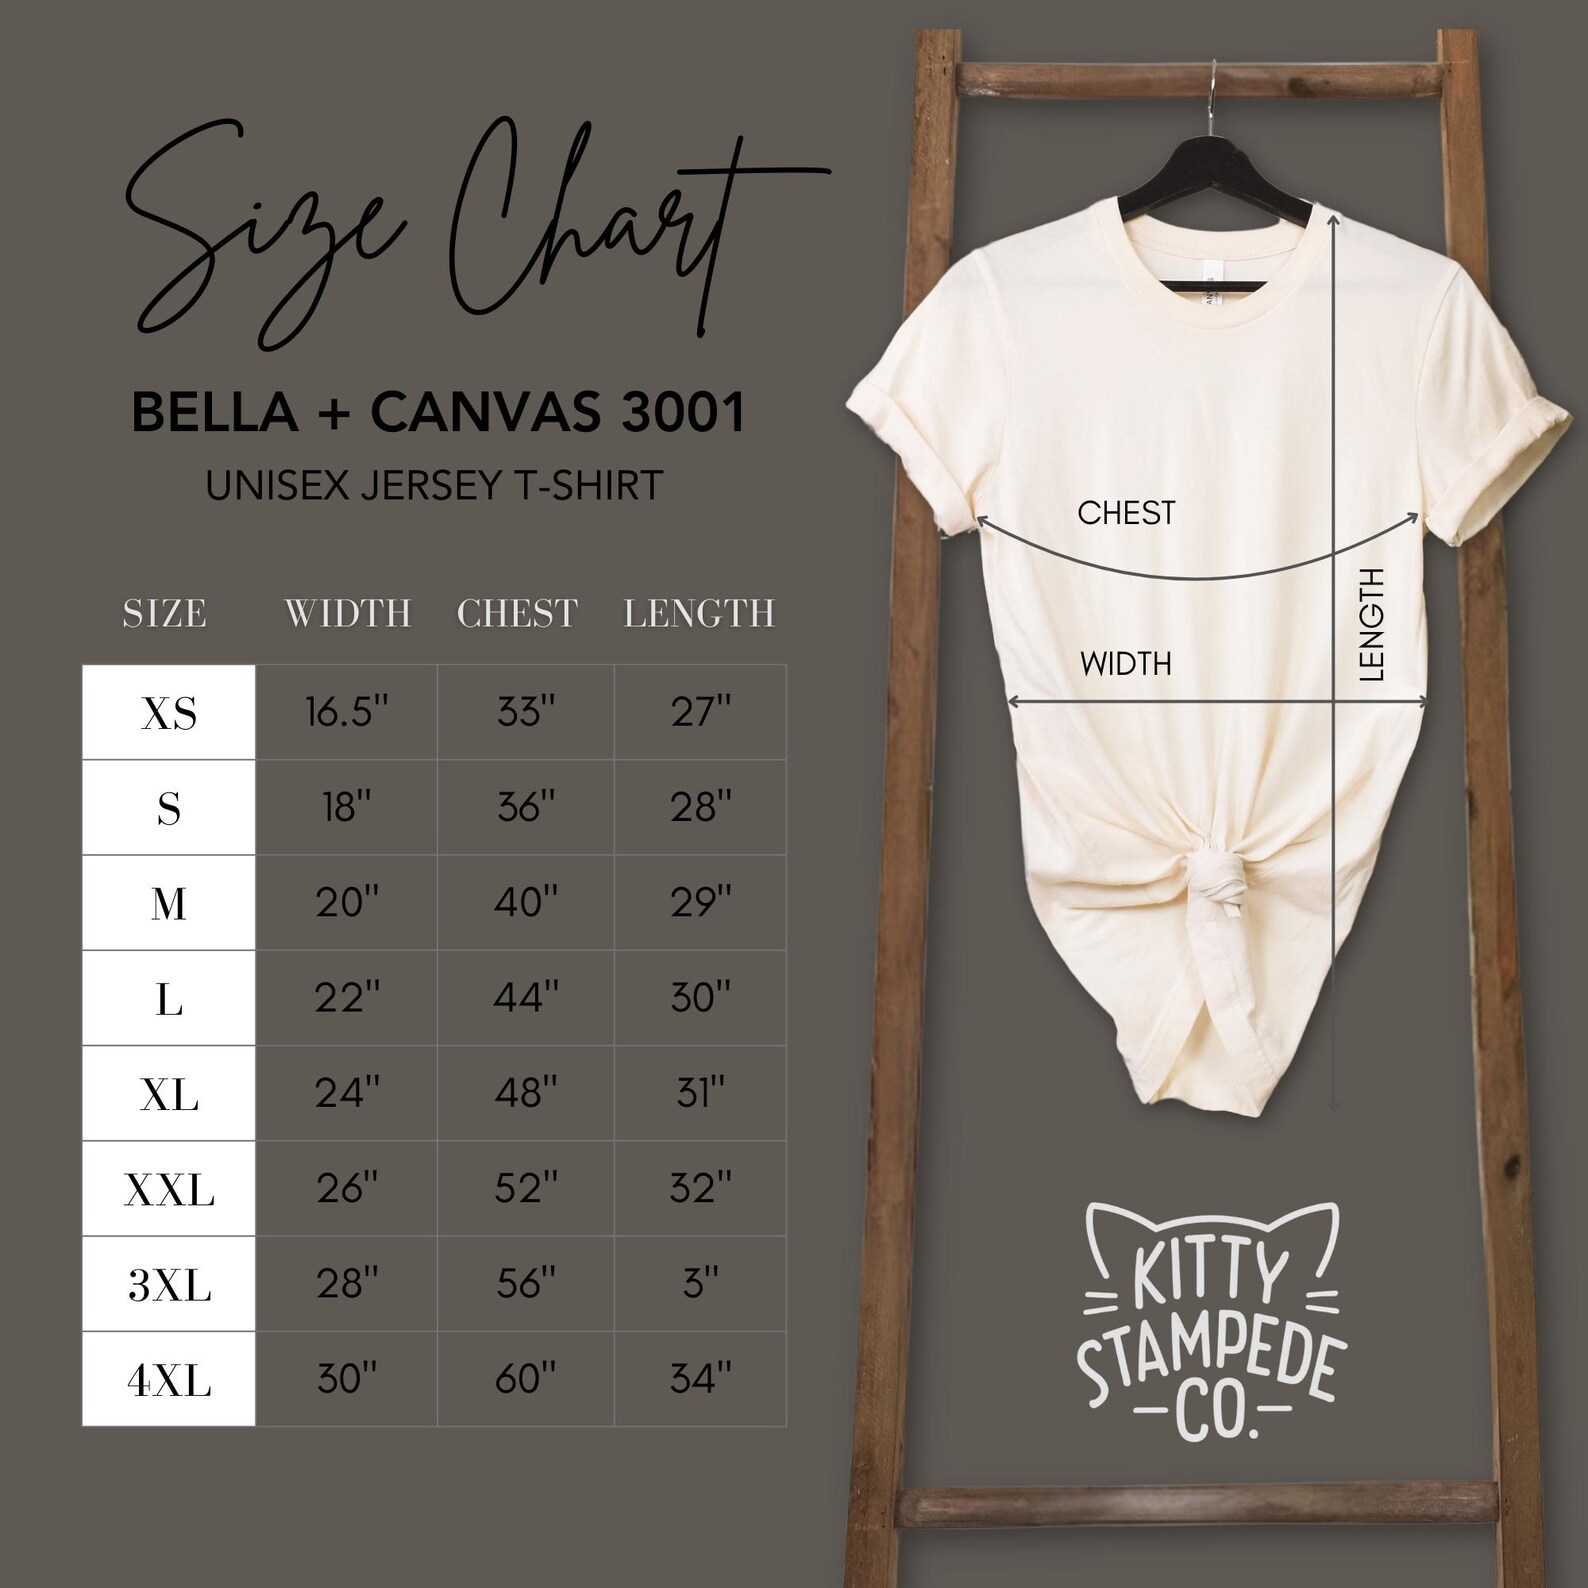 Size Chart
BELLA + CANVAS 3001
UNISEX JERSEY T-SHIRT
SIZE WIDTH CHEST LENGTH
XS 16.5" 33" 27"
S 18" 36" 28"
M 20" 40" 29"
L 22" 44" 30"
XL 24" 48" 31"
XXL 26" 52" 32"
3XL 28" 56" 3"
4XL 30" 60" 34"
CHEST
WIDTH
LENGTH
KITTY
STAMPEDE
CO.